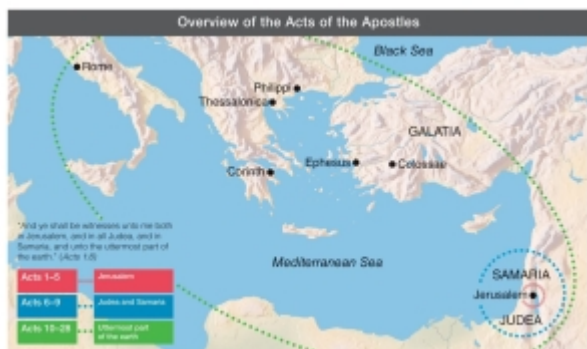 Overview of the Acts of the Apostles
Black Sea
Rome
Philippi
Thessalonica
GALATIA
Ephesus
Colossae
Corinth
"And ye shall be witnesses unto me both
in Jerusalem, and in all Judea, and in
Samaria, and unto the uttermost part of
the earth." (Acts 1:8)
Mediterranean Sea
SAMARIA
Jerusalem
JUDEA
Acts 1–5 Jerusalem
Acts 6–9 Judea and Samaria
Acts 10–28 Uttermost part
of the earth